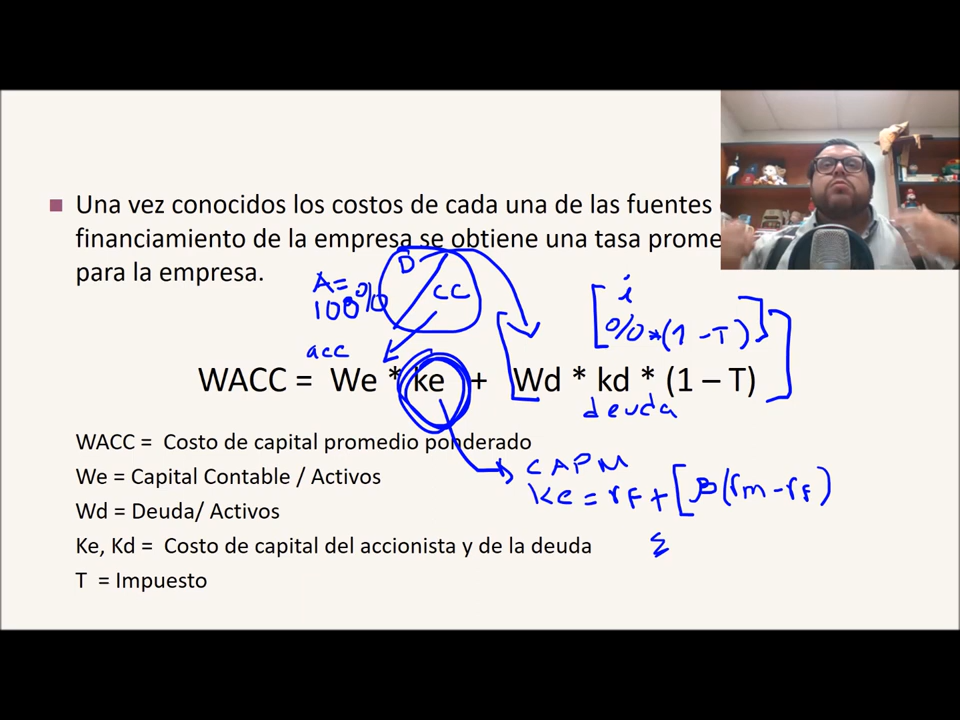 Una vez conocidos los costos de cada una de las fuentes
financiamiento de la empresa se obtiene una tasa prome
para la empresa.
D
A=
100%
CC
i
% * (1 - T)
acc
WACC = We * ke + Wd * kd * (1 – T)
deuda
WACC = Costo de capital promedio ponderado
We = Capital Contable / Activos
CAPM
Ke = rF + [β(rm - rf)
Wd = Deuda/ Activos
Ke, Kd = Costo de capital del accionista y de la deuda
T = Impuesto